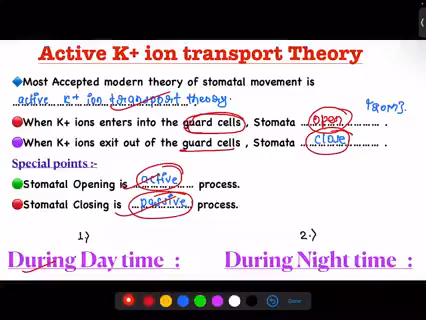 Active K+ ion transport Theory
Most Accepted modern theory of stomatal movement is
active K+ ion transport theory.
When K+ ions enters into the guard cells, Stomata ...open............ .
When K+ ions exit out of the guard cells, Stomata ...close............ .
Special points :-
Stomatal Opening is ...active...... process.
Stomatal Closing is ...passive...... process.
1) 2.)
During Day time : During Night time :
Done